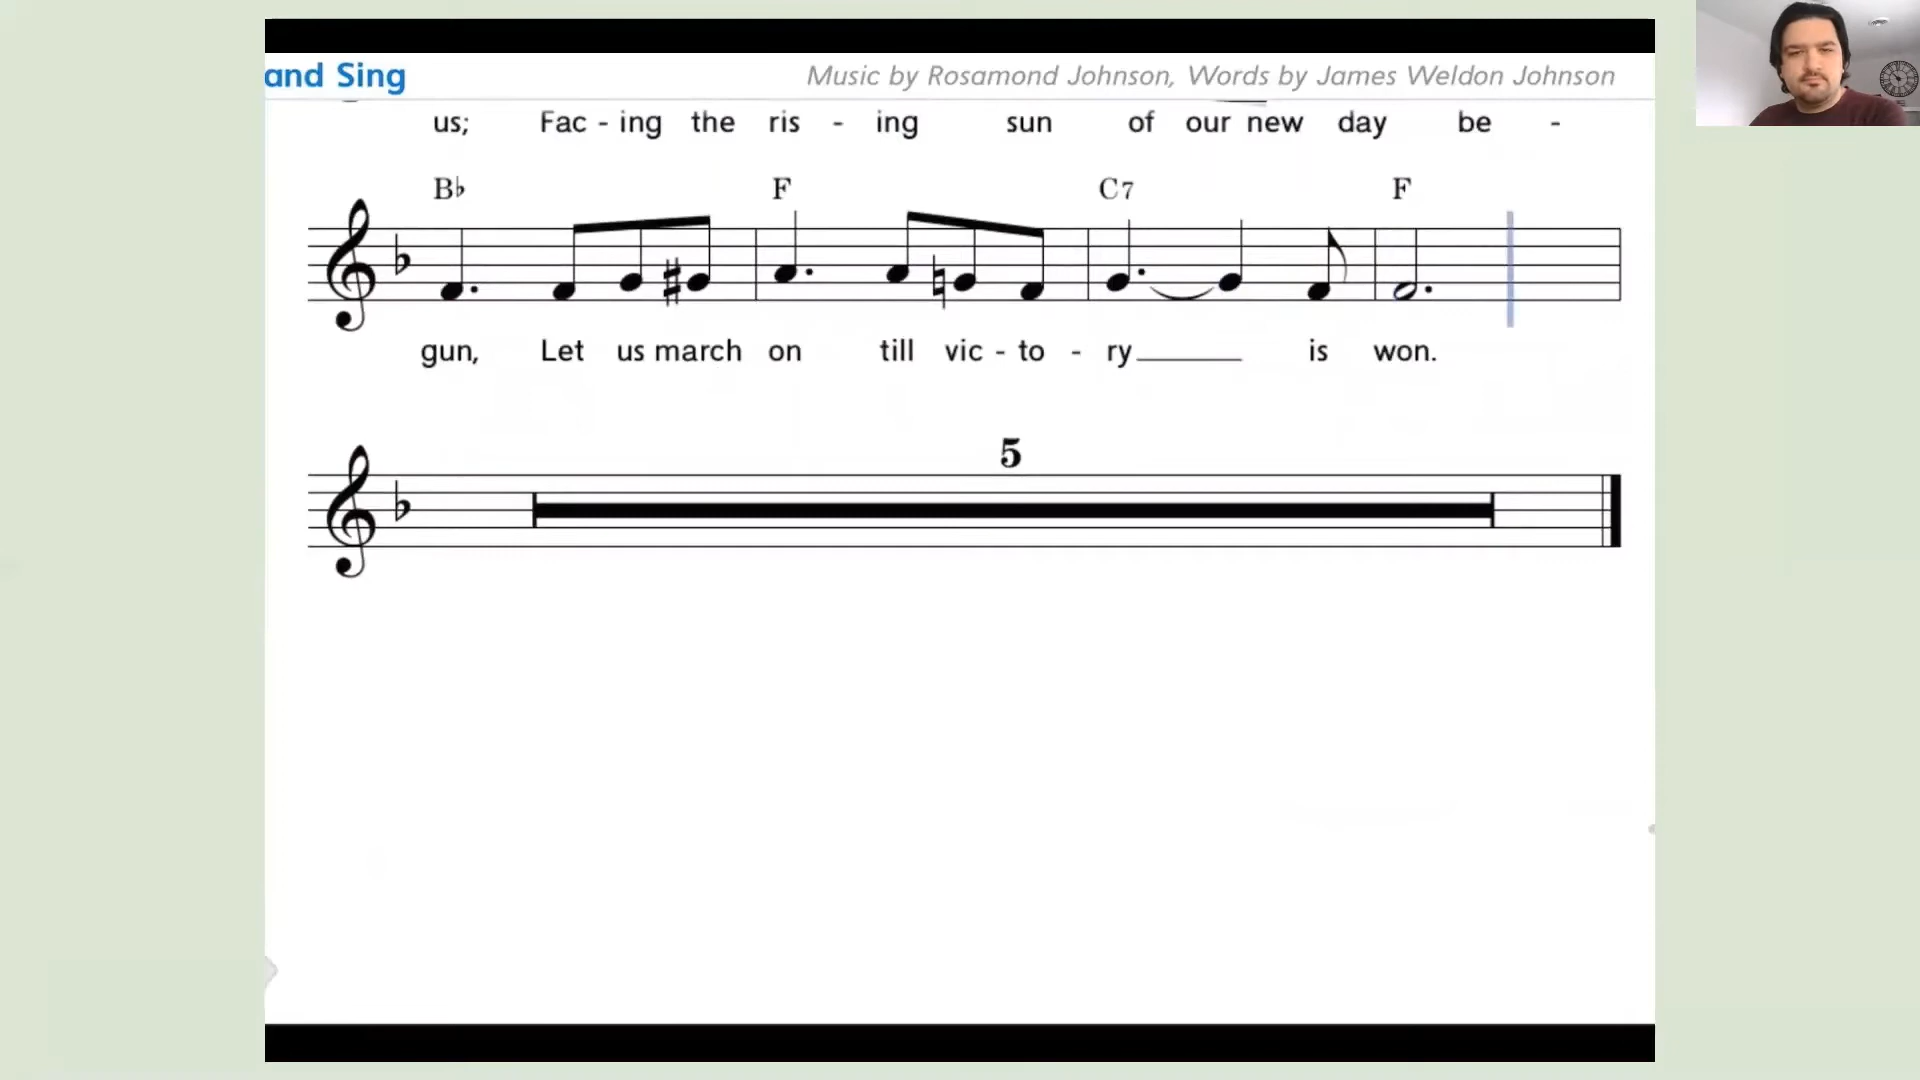 and Sing
Music by Rosamond Johnson, Words by James Weldon Johnson
us; Fac - ing the ris - ing sun of our new day be -
B♭ F C7 F
gun, Let us march on till vic - to - ry is won.
5